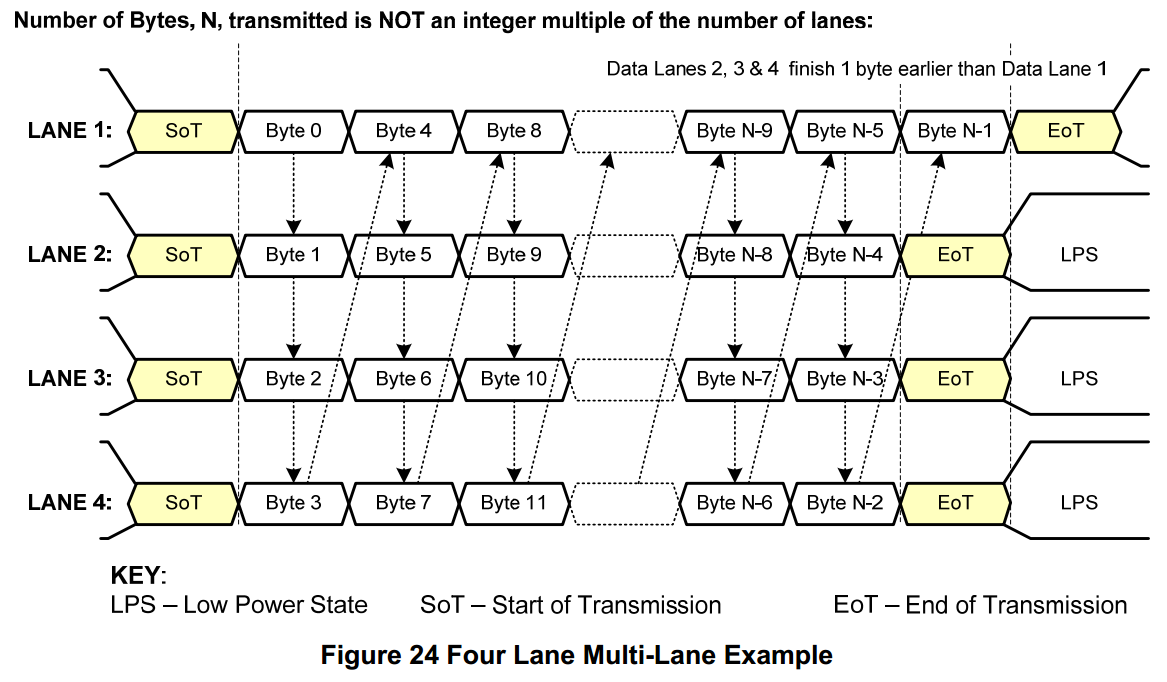 Number of Bytes, N, transmitted is NOT an integer multiple of the number of lanes:
Data Lanes 2, 3 & 4 finish 1 byte earlier than Data Lane 1
LANE 1: SoT Byte 0 Byte 4 Byte 8 Byte N-9 Byte N-5 Byte N-1 EoT
LANE 2: SoT Byte 1 Byte 5 Byte 9 Byte N-8 Byte N-4 EoT LPS
LANE 3: SoT Byte 2 Byte 6 Byte 10 Byte N-7 Byte N-3 EoT LPS
LANE 4: SoT Byte 3 Byte 7 Byte 11 Byte N-6 Byte N-2 EoT LPS
KEY:
LPS – Low Power State SoT – Start of Transmission EoT – End of Transmission
Figure 24 Four Lane Multi-Lane Example